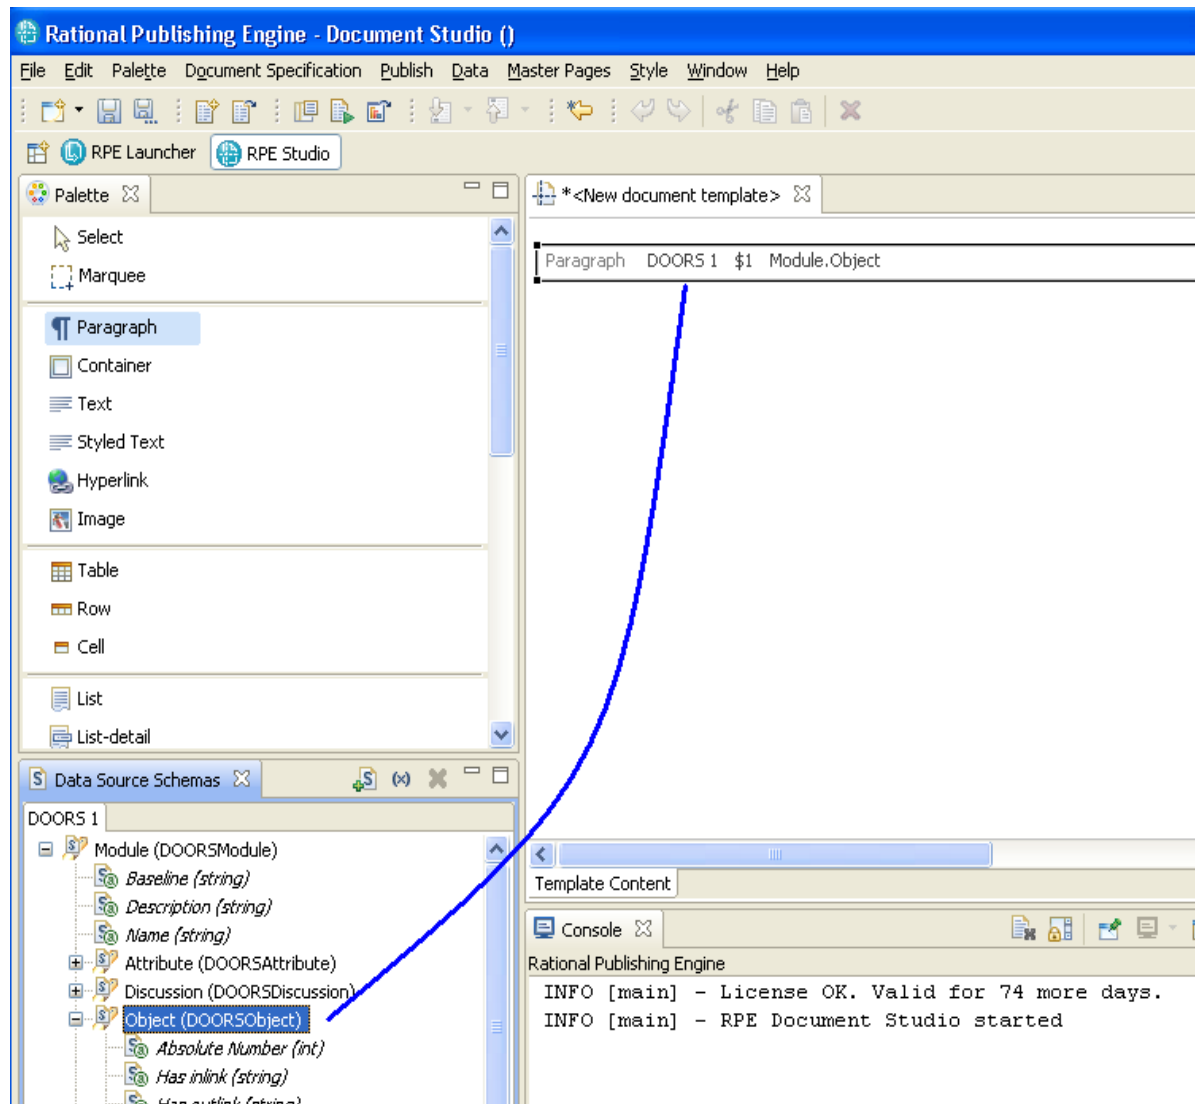 Rational Publishing Engine - Document Studio ()
File Edit Palette Document Specification Publish Data Master Pages Style Window Help
RPE Launcher RPE Studio
Palette
Select
Marquee
Paragraph
Container
Text
Styled Text
Hyperlink
Image
Table
Row
Cell
List
List-detail
*<New document template>
Paragraph DOORS 1 $1 Module.Object
Template Content
Data Source Schemas
DOORS 1
Module (DOORSModule)
Baseline (string)
Description (string)
Name (string)
Attribute (DOORSAttribute)
Discussion (DOORSDiscussion)
Object (DOORSObject)
Absolute Number (int)
Has inlink (string)
Has outlink (string)
Console
Rational Publishing Engine
INFO [main] - License OK. Valid for 74 more days.
INFO [main] - RPE Document Studio started